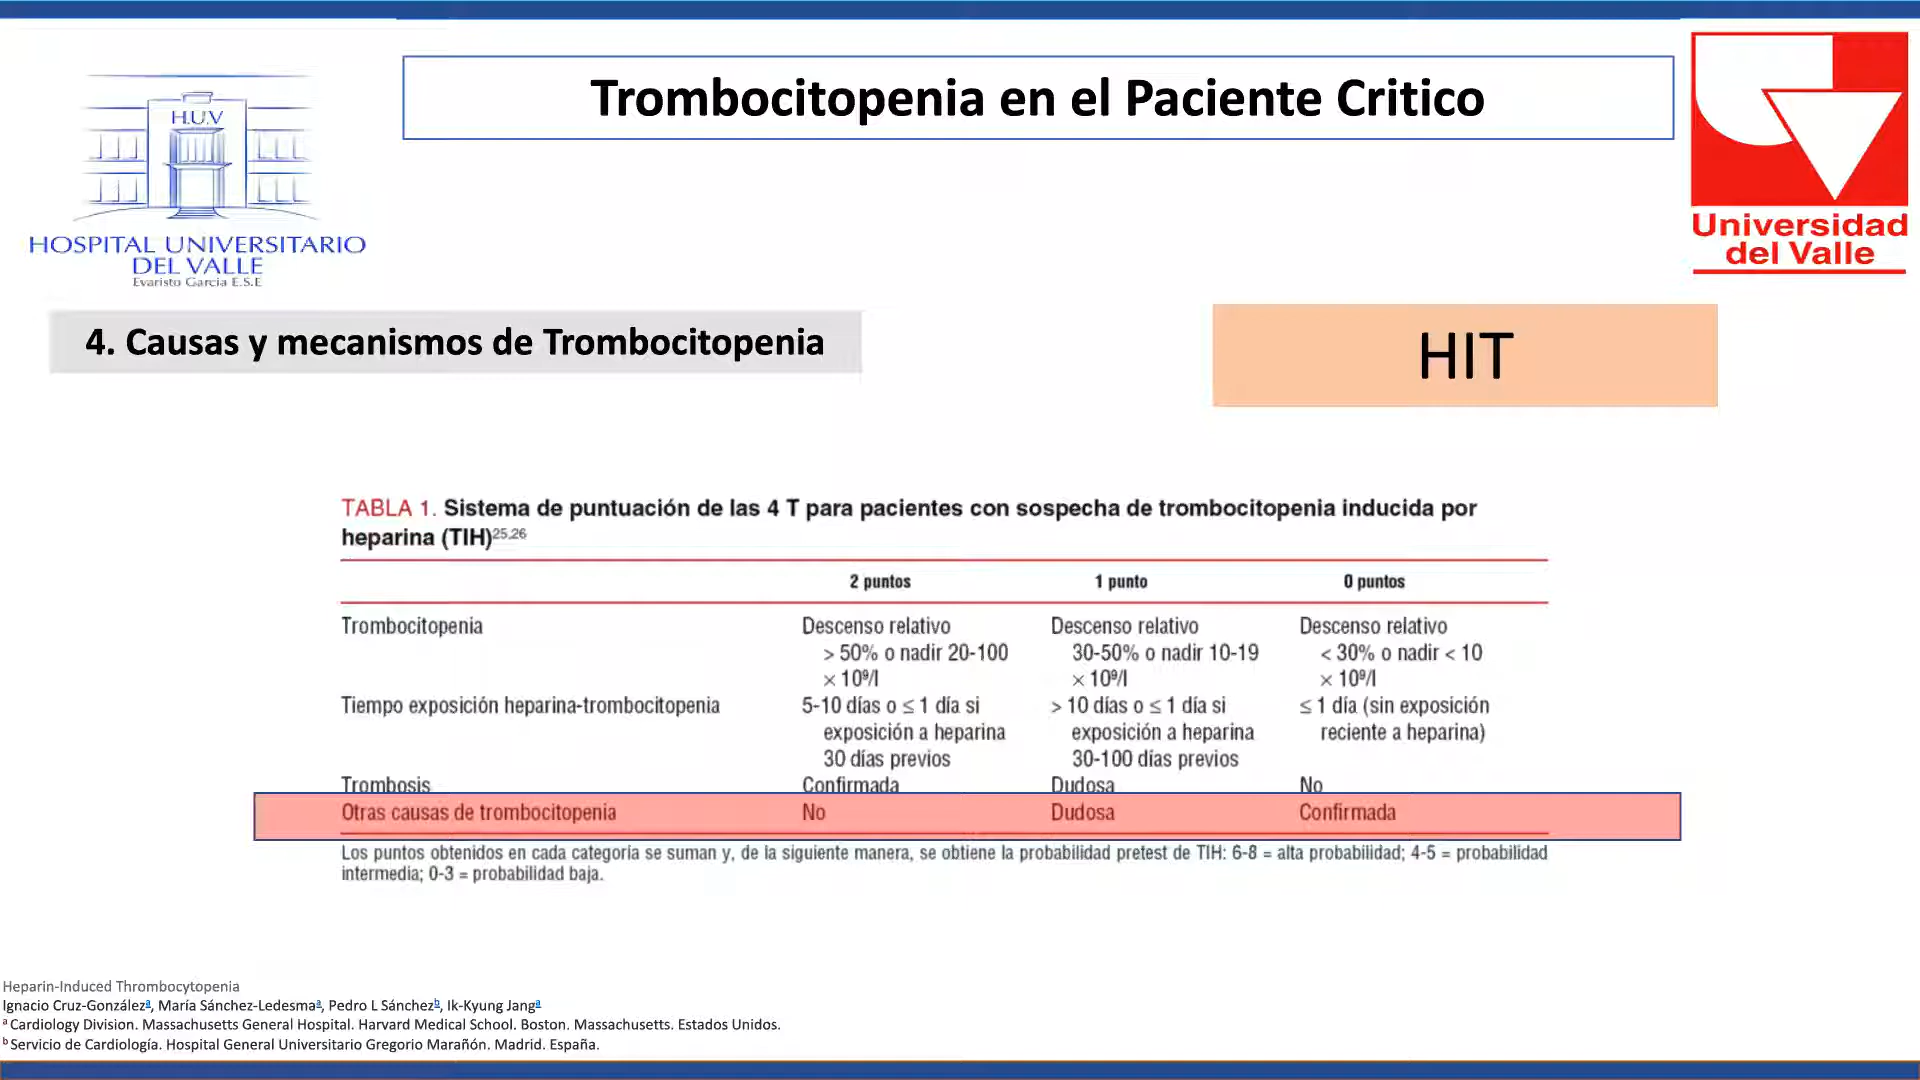 Trombocitopenia en el Paciente Critico
H.U.V
HOSPITAL UNIVERSITARIO
DEL VALLE
Evaristo Garcia E.S.E
Universidad
del Valle
4. Causas y mecanismos de Trombocitopenia
HIT
TABLA 1. Sistema de puntuación de las 4 T para pacientes con sospecha de trombocitopenia inducida por
heparina (TIH)25,26
2 puntos 1 punto 0 puntos
Trombocitopenia Descenso relativo Descenso relativo Descenso relativo
> 50% o nadir 20-100 30-50% o nadir 10-19 < 30% o nadir < 10
× 10⁹/l × 10⁹/l × 10⁹/l
Tiempo exposición heparina-trombocitopenia 5-10 días o ≤ 1 día si > 10 días o ≤ 1 día si ≤ 1 día (sin exposición
exposición a heparina exposición a heparina reciente a heparina)
30 días previos 30-100 días previos
Trombosis Confirmada Dudosa No
Otras causas de trombocitopenia No Dudosa Confirmada
Los puntos obtenidos en cada categoría se suman y, de la siguiente manera, se obtiene la probabilidad pretest de TIH: 6-8 = alta probabilidad; 4-5 = probabilidad
intermedia; 0-3 = probabilidad baja.
Heparin-Induced Thrombocytopenia
Ignacio Cruz-Gonzálezª, María Sánchez-Ledesmaª, Pedro L Sánchezᵇ, Ik-Kyung Jangª
ª Cardiology Division. Massachusetts General Hospital. Harvard Medical School. Boston. Massachusetts. Estados Unidos.
ᵇ Servicio de Cardiología. Hospital General Universitario Gregorio Marañón. Madrid. España.